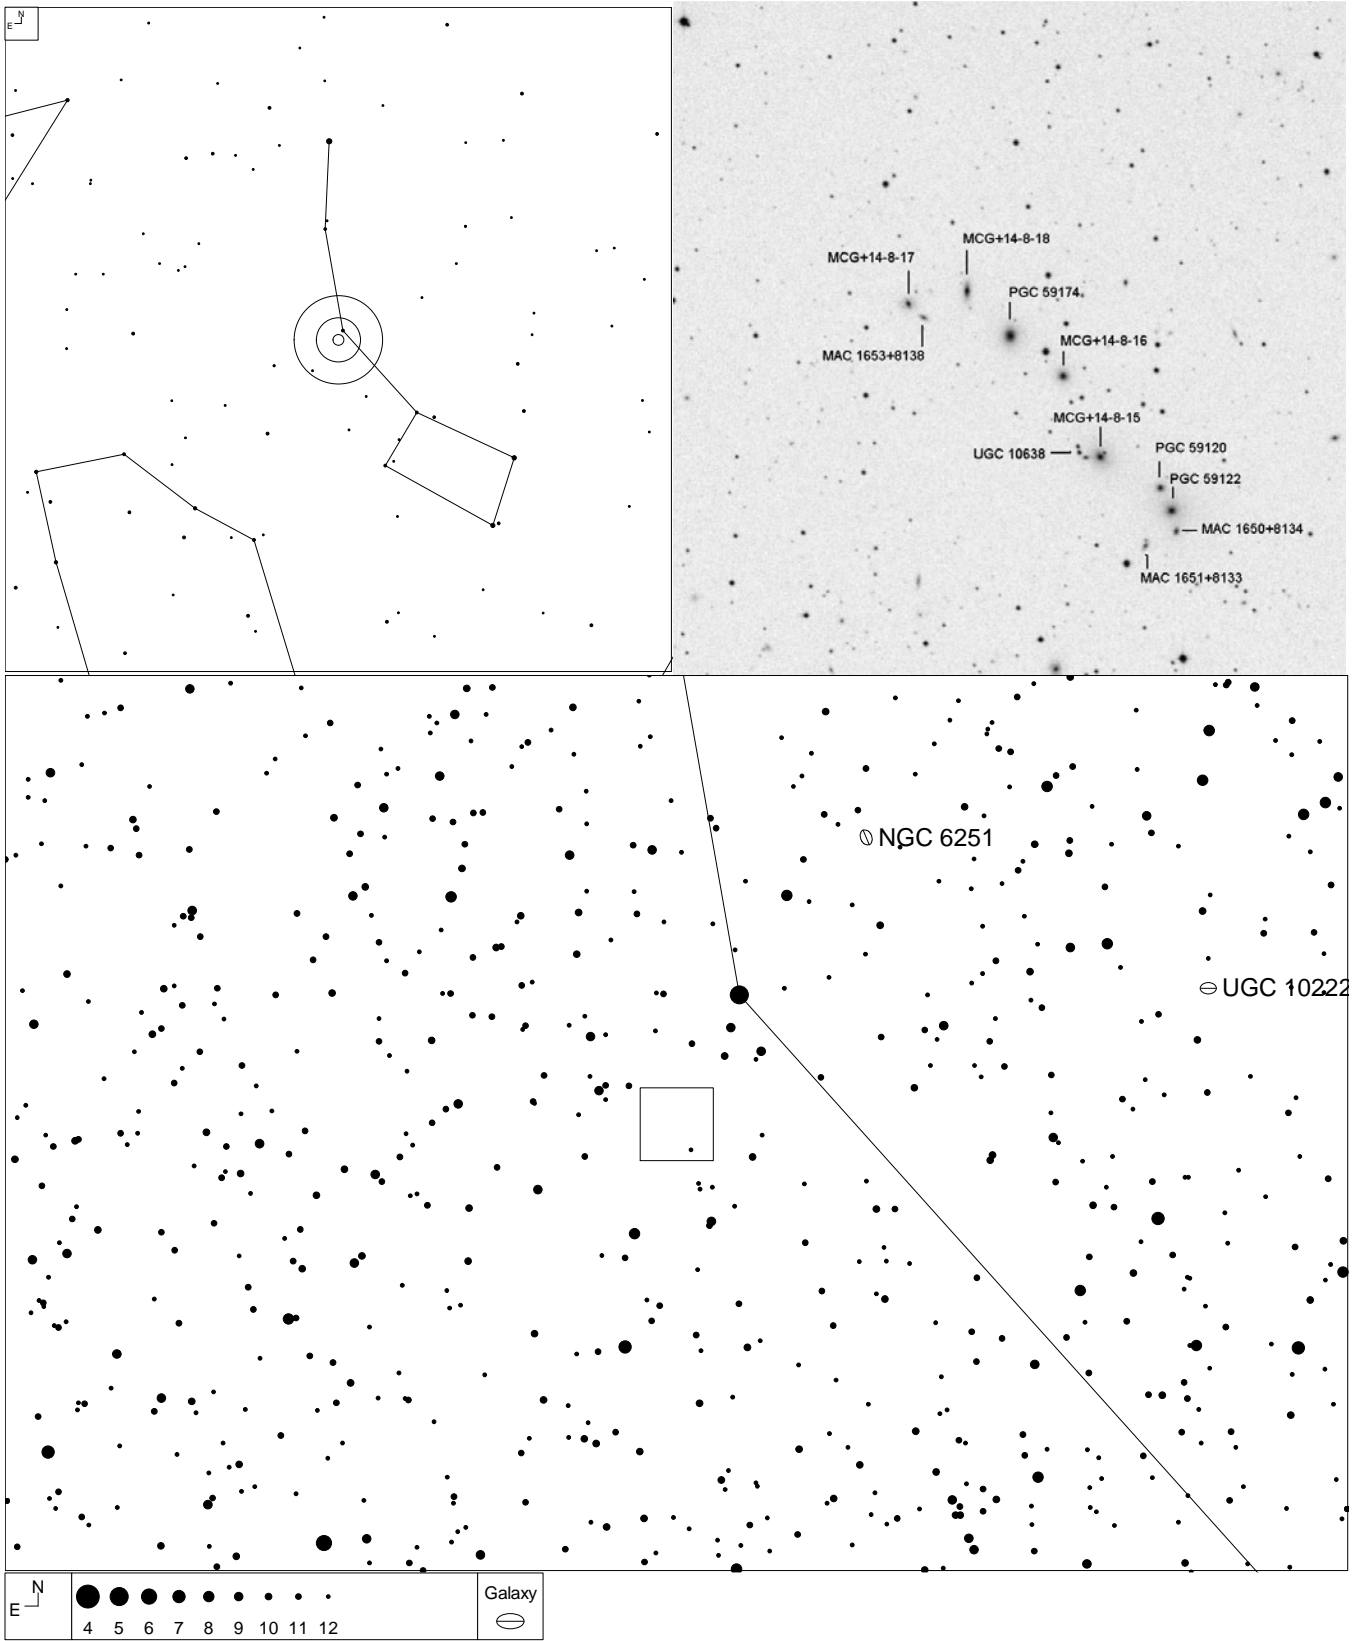 N
E
MCG+14-8-18
MCG+14-8-17
PGC 59174
MCG+14-8-16
MAC 1653+8138
MCG+14-8-15
UGC 10638
PGC 59120
PGC 59122
MAC 1650+8134
MAC 1651+8133
NGC 6251
UGC 10222
N
E
Galaxy
4 5 6 7 8 9 10 11 12